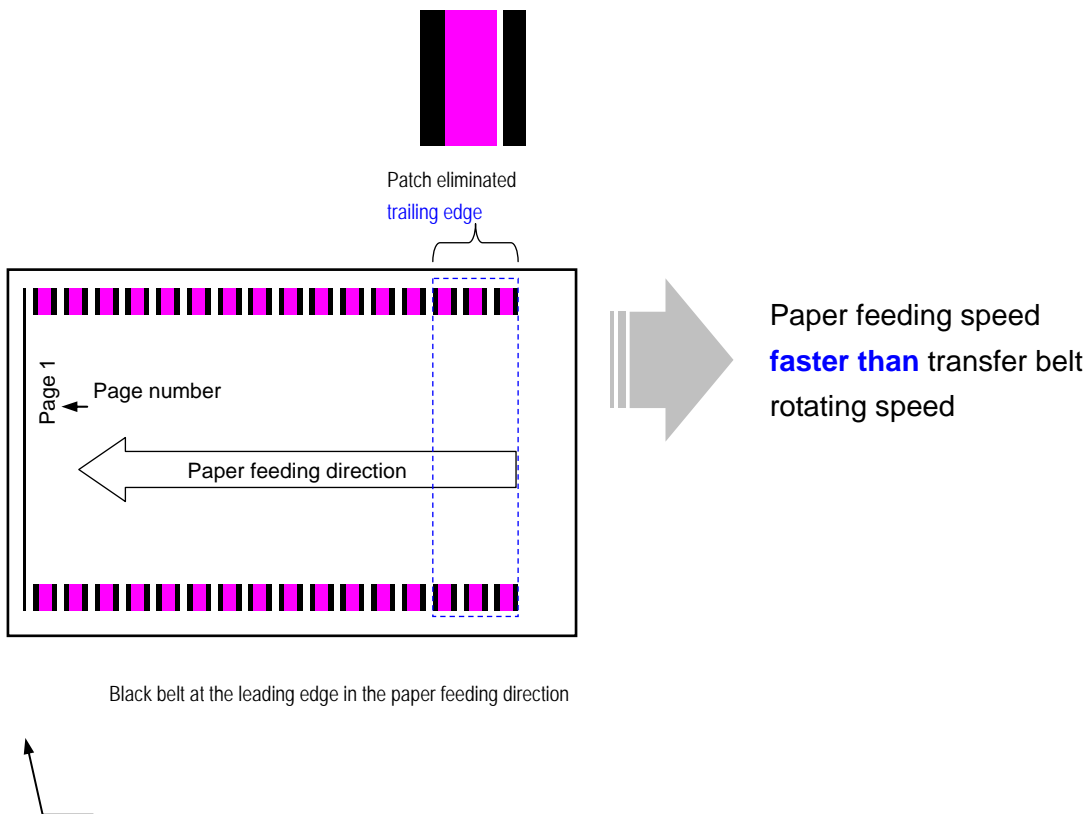 Patch eliminated
trailing edge
Paper feeding speed
faster than transfer belt
rotating speed
Page 1
Page number
Paper feeding direction
Black belt at the leading edge in the paper feeding direction